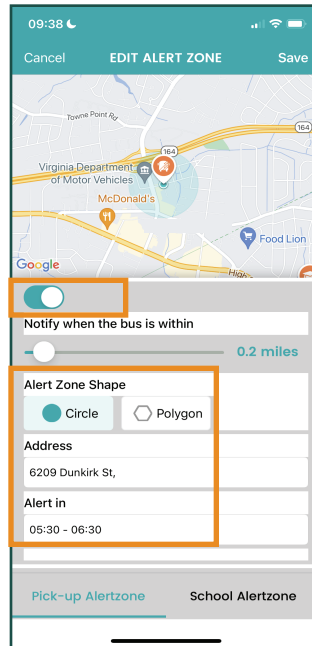 09:38
Cancel EDIT ALERT ZONE Save
Towne Point Rd
164
164
Virginia Department
of Motor Vehicles
McDonald's
Food Lion
Google
High
Notify when the bus is within
0.2 miles
Alert Zone Shape
Circle Polygon
Address
6209 Dunkirk St,
Alert in
05:30 - 06:30
Pick-up Alertzone School Alertzone